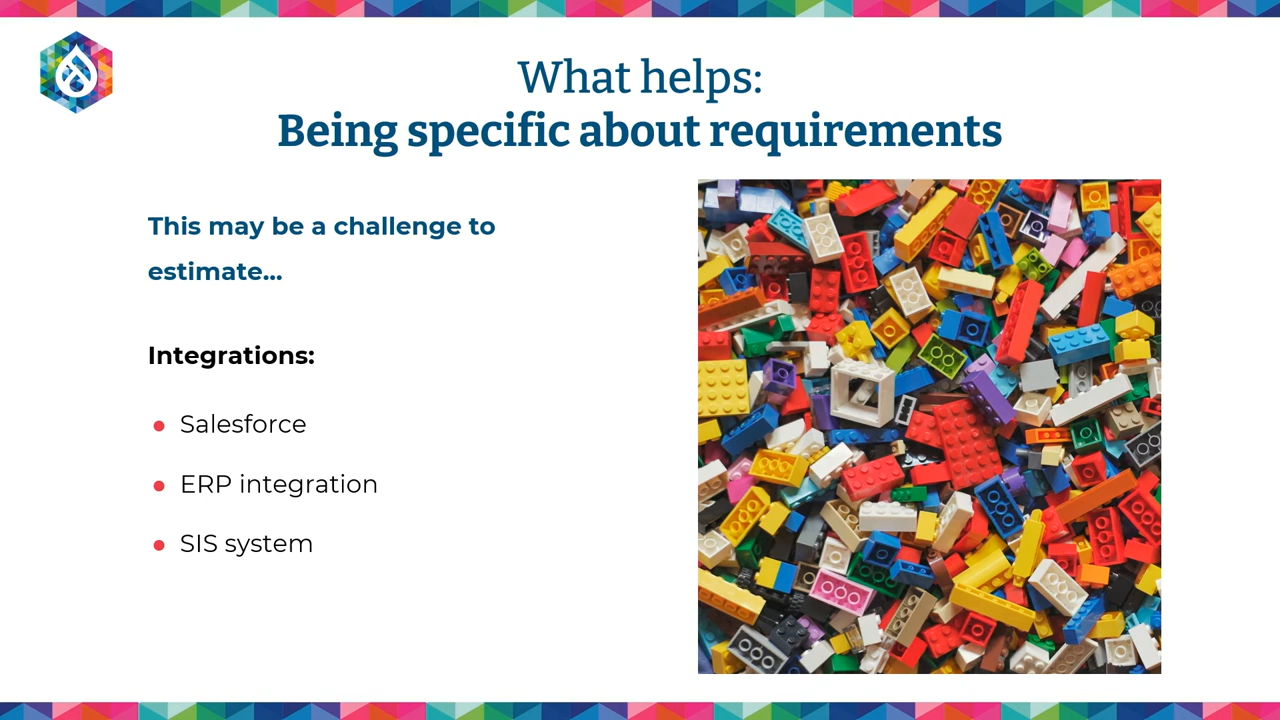 What helps:
Being specific about requirements
This may be a challenge to
estimate...
Integrations:
Salesforce
ERP integration
SIS system